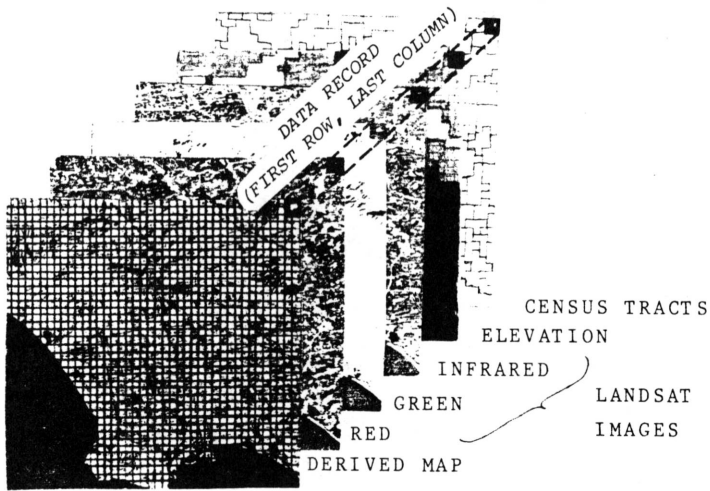 DATA RECORD
(FIRST ROW, LAST COLUMN)
CENSUS TRACTS
ELEVATION
INFRARED
GREEN
LANDSAT
RED
IMAGES
DERIVED MAP